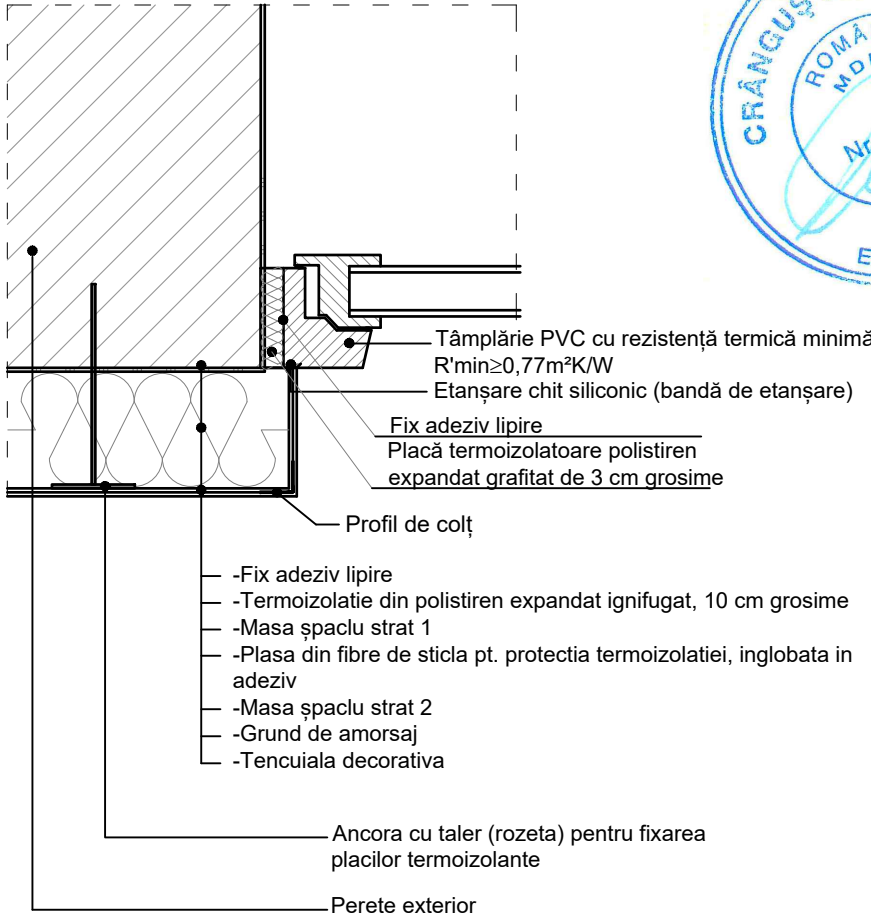 CRÂNGUȘ
ROMÂ
MD
Nr
E
Tâmplărie PVC cu rezistență termică minimă
R'min≥0,77m²K/W
Etanșare chit siliconic (bandă de etanșare)
Fix adeziv lipire
Placă termoizolatoare polistiren
expandat grafitat de 3 cm grosime
Profil de colț
-Fix adeziv lipire
-Termoizolatie din polistiren expandat ignifugat, 10 cm grosime
-Masa șpaclu strat 1
-Plasa din fibre de sticla pt. protectia termoizolatiei, inglobata in
adeziv
-Masa șpaclu strat 2
-Grund de amorsaj
-Tencuiala decorativa
Ancora cu taler (rozeta) pentru fixarea
placilor termoizolante
Perete exterior